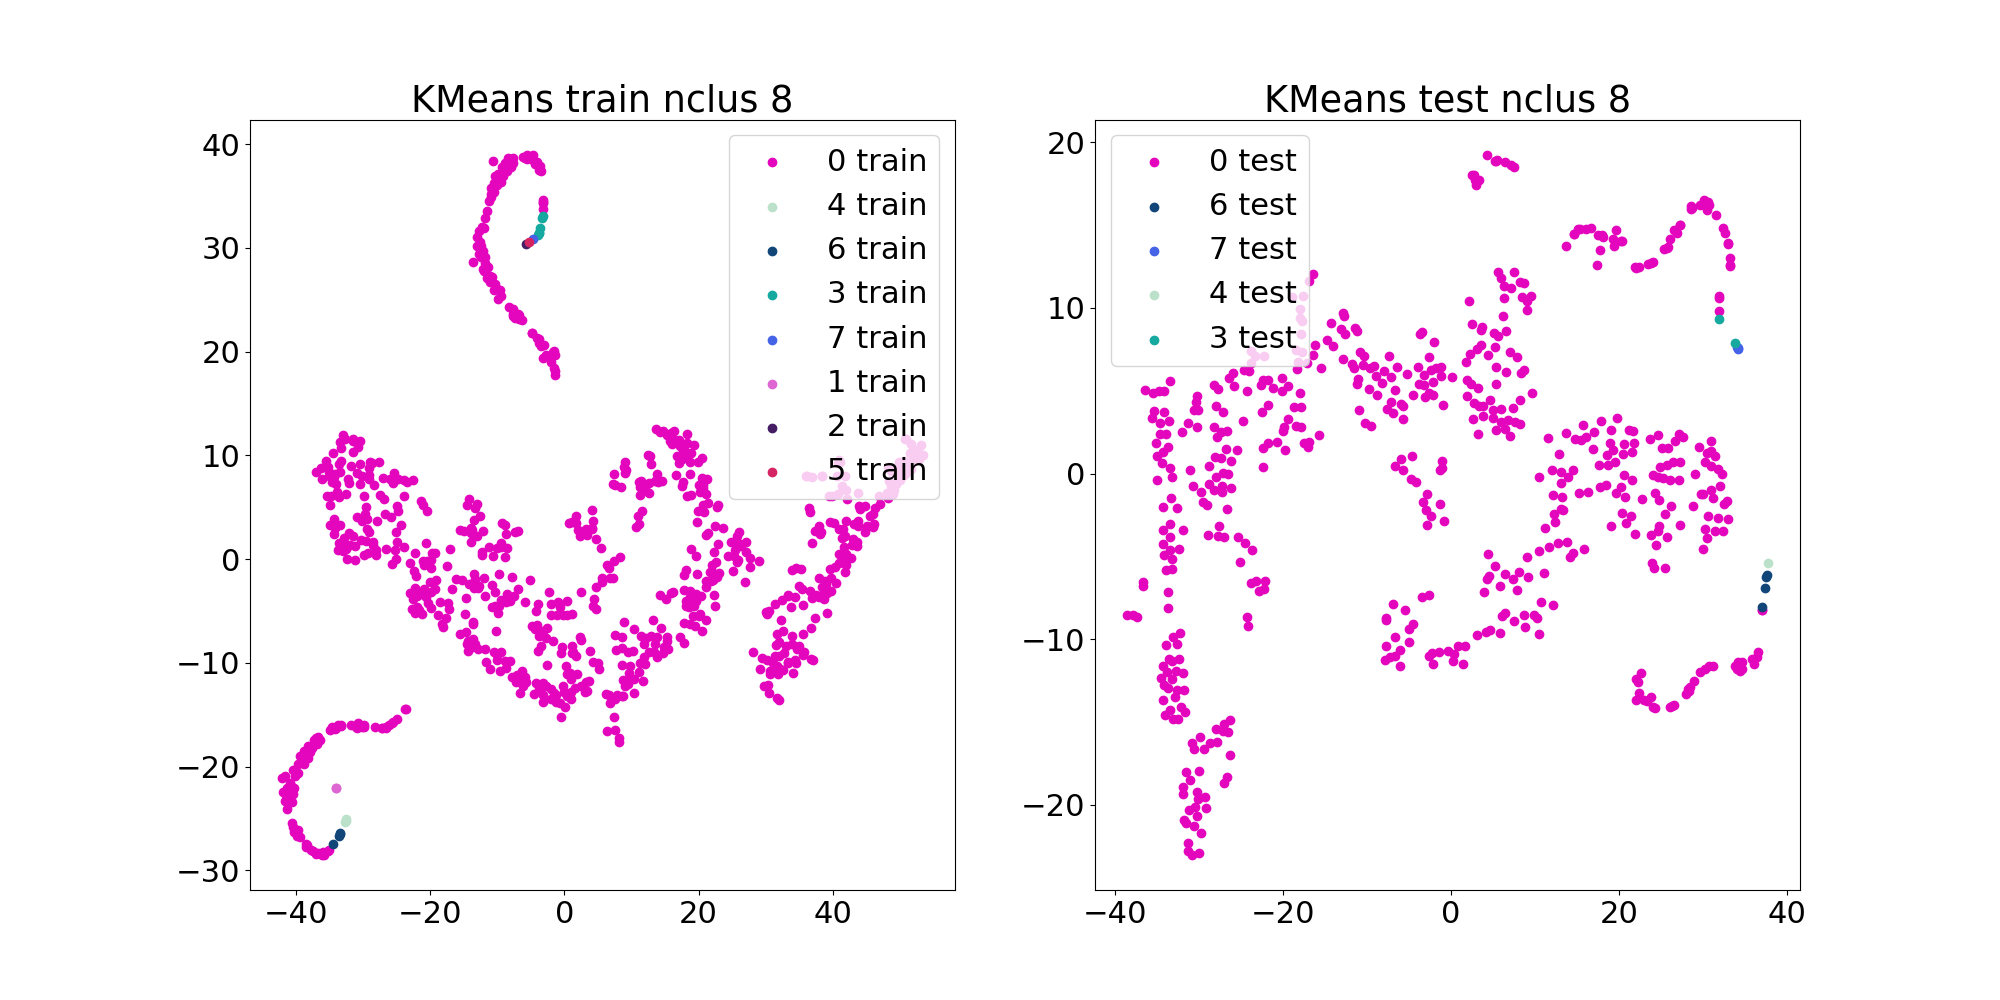 KMeans train nclus 8
40
30
20
10
0
−10
−20
−30
−40
−20
0
20
40
0 train
4 train
6 train
3 train
7 train
1 train
2 train
5 train
KMeans test nclus 8
20
10
0
−10
−20
−40
−20
0
20
40
0 test
6 test
7 test
4 test
3 test